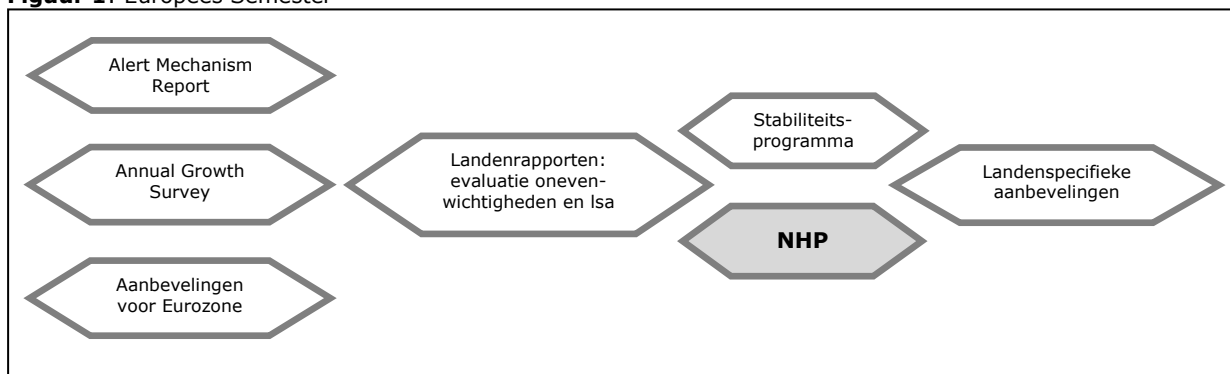 Figuur 1: Europees Semester
Alert Mechanism
Report
Annual Growth
Survey
Aanbevelingen
voor Eurozone
Landenrapporten:
evaluatie oneven-
wichtigheden en lsa
Stabiliteits-
programma
NHP
Landenspecifieke
aanbevelingen